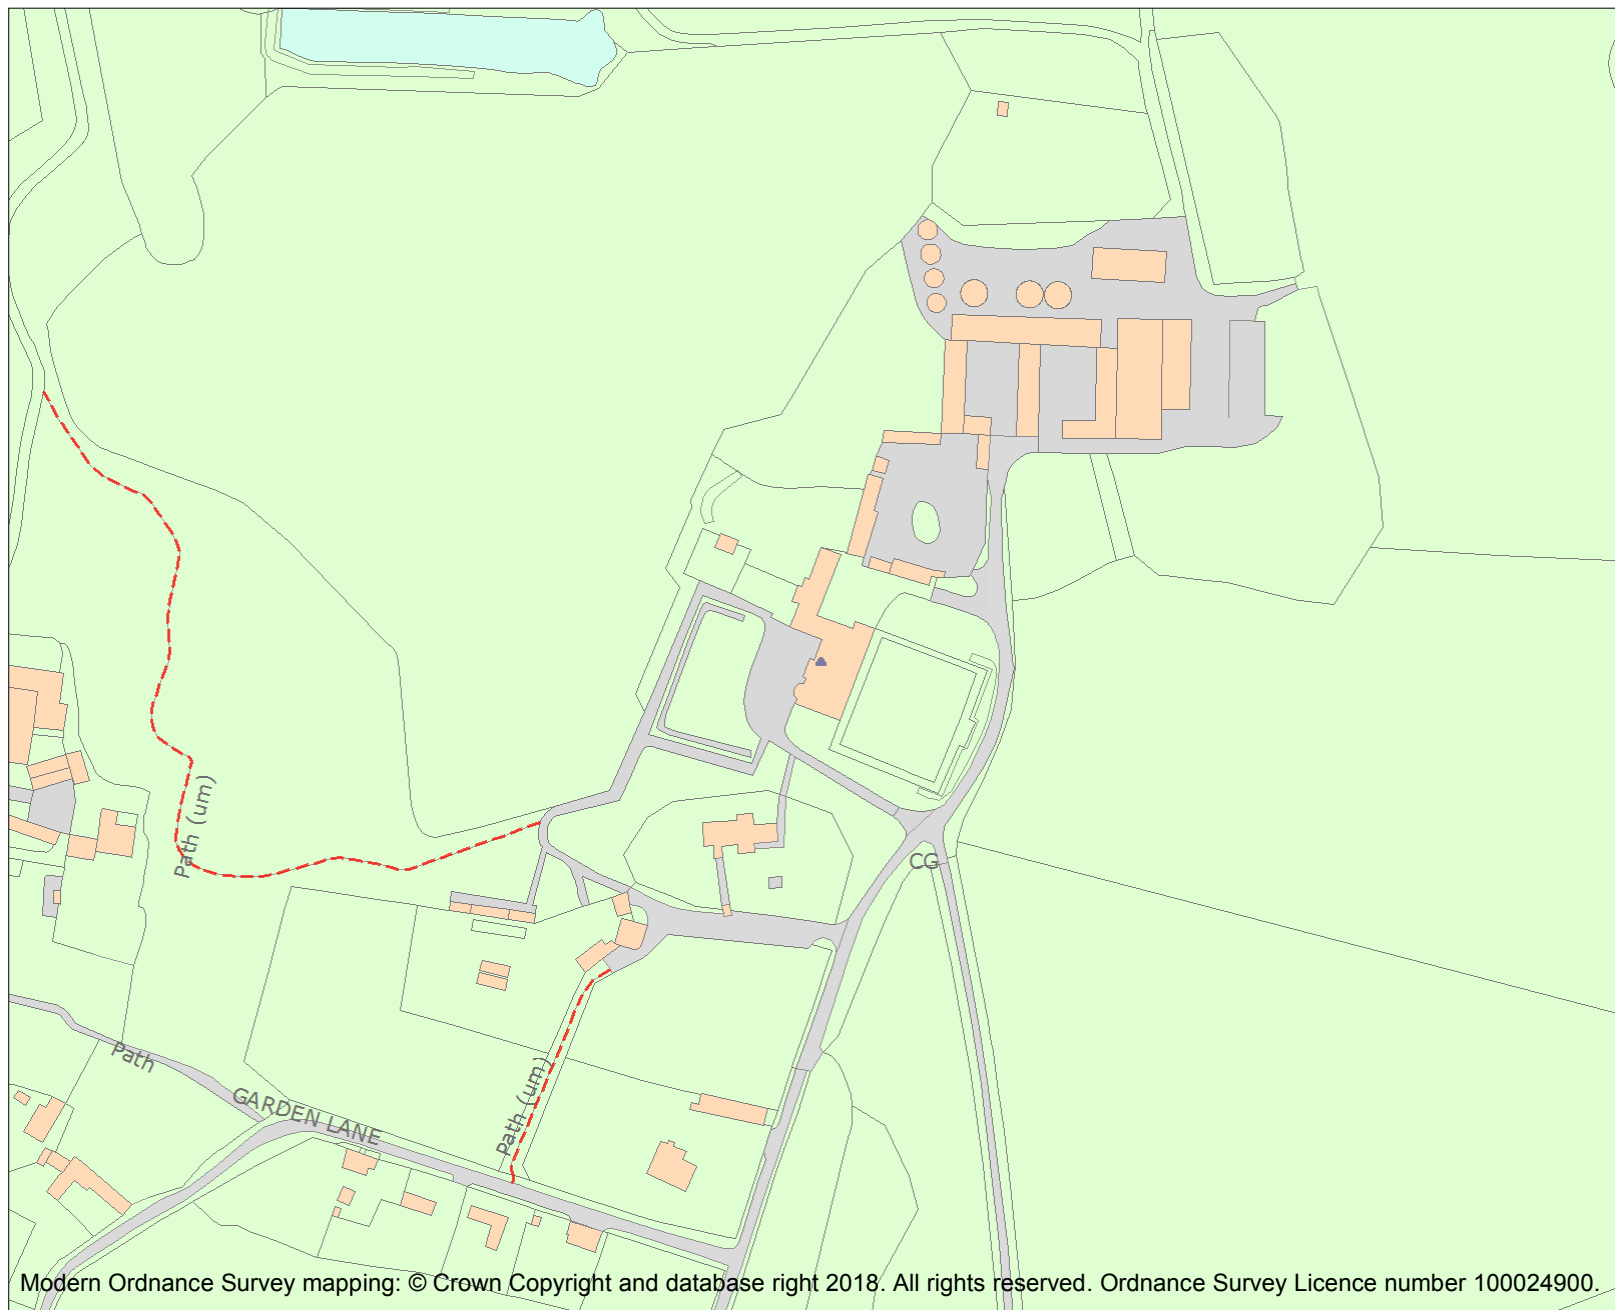 Path (um)
CG
Path
Path (um)
GARDEN LANE
Modern Ordnance Survey mapping: © Crown Copyright and database right 2018. All rights reserved. Ordnance Survey Licence number 100024900.